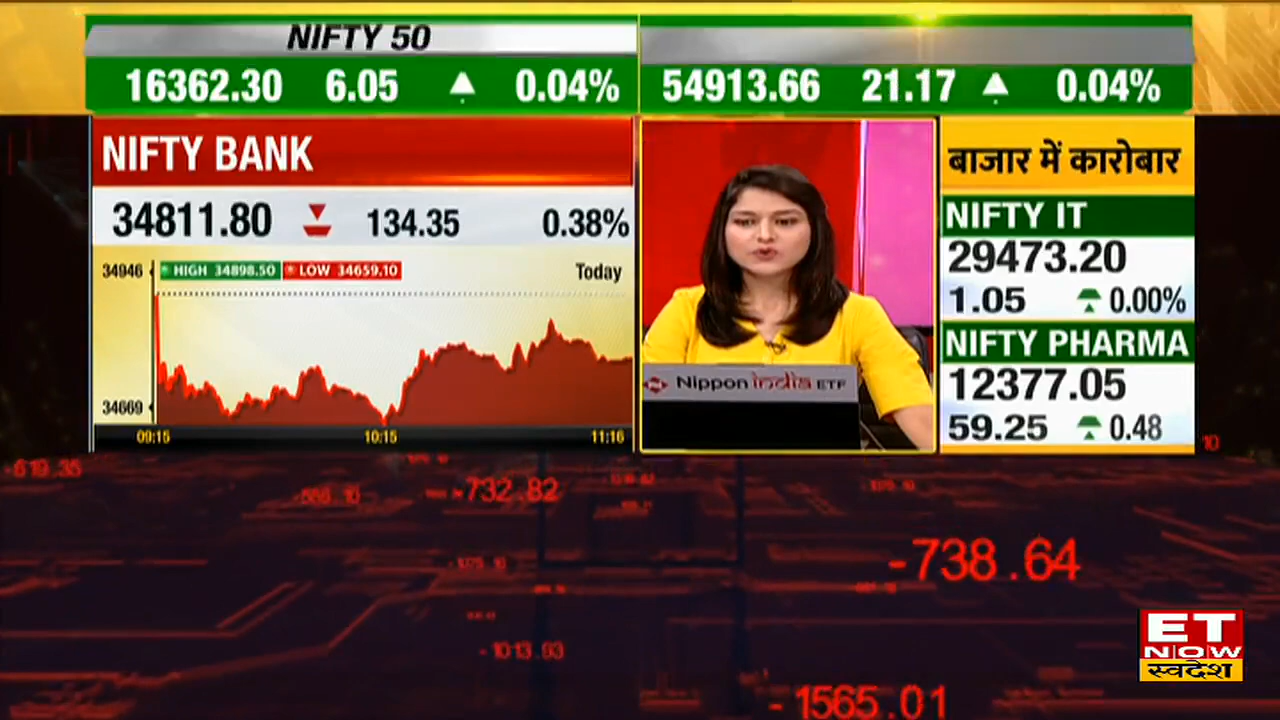 NIFTY 50
16362.30 6.05 0.04%
54913.66 21.17 0.04%
NIFTY BANK
34811.80 134.35 0.38%
34946
HIGH 34898.50 LOW 34659.10
Today
34669
09:15 10:15 11:16
Nippon india ETF
बाजार में कारोबार
NIFTY IT
29473.20
1.05 0.00%
NIFTY PHARMA
12377.05
59.25 0.48
10
-619.35
-732.82
-738.64
-1013.93
-1565.01
ET
NOW
स्वदेश